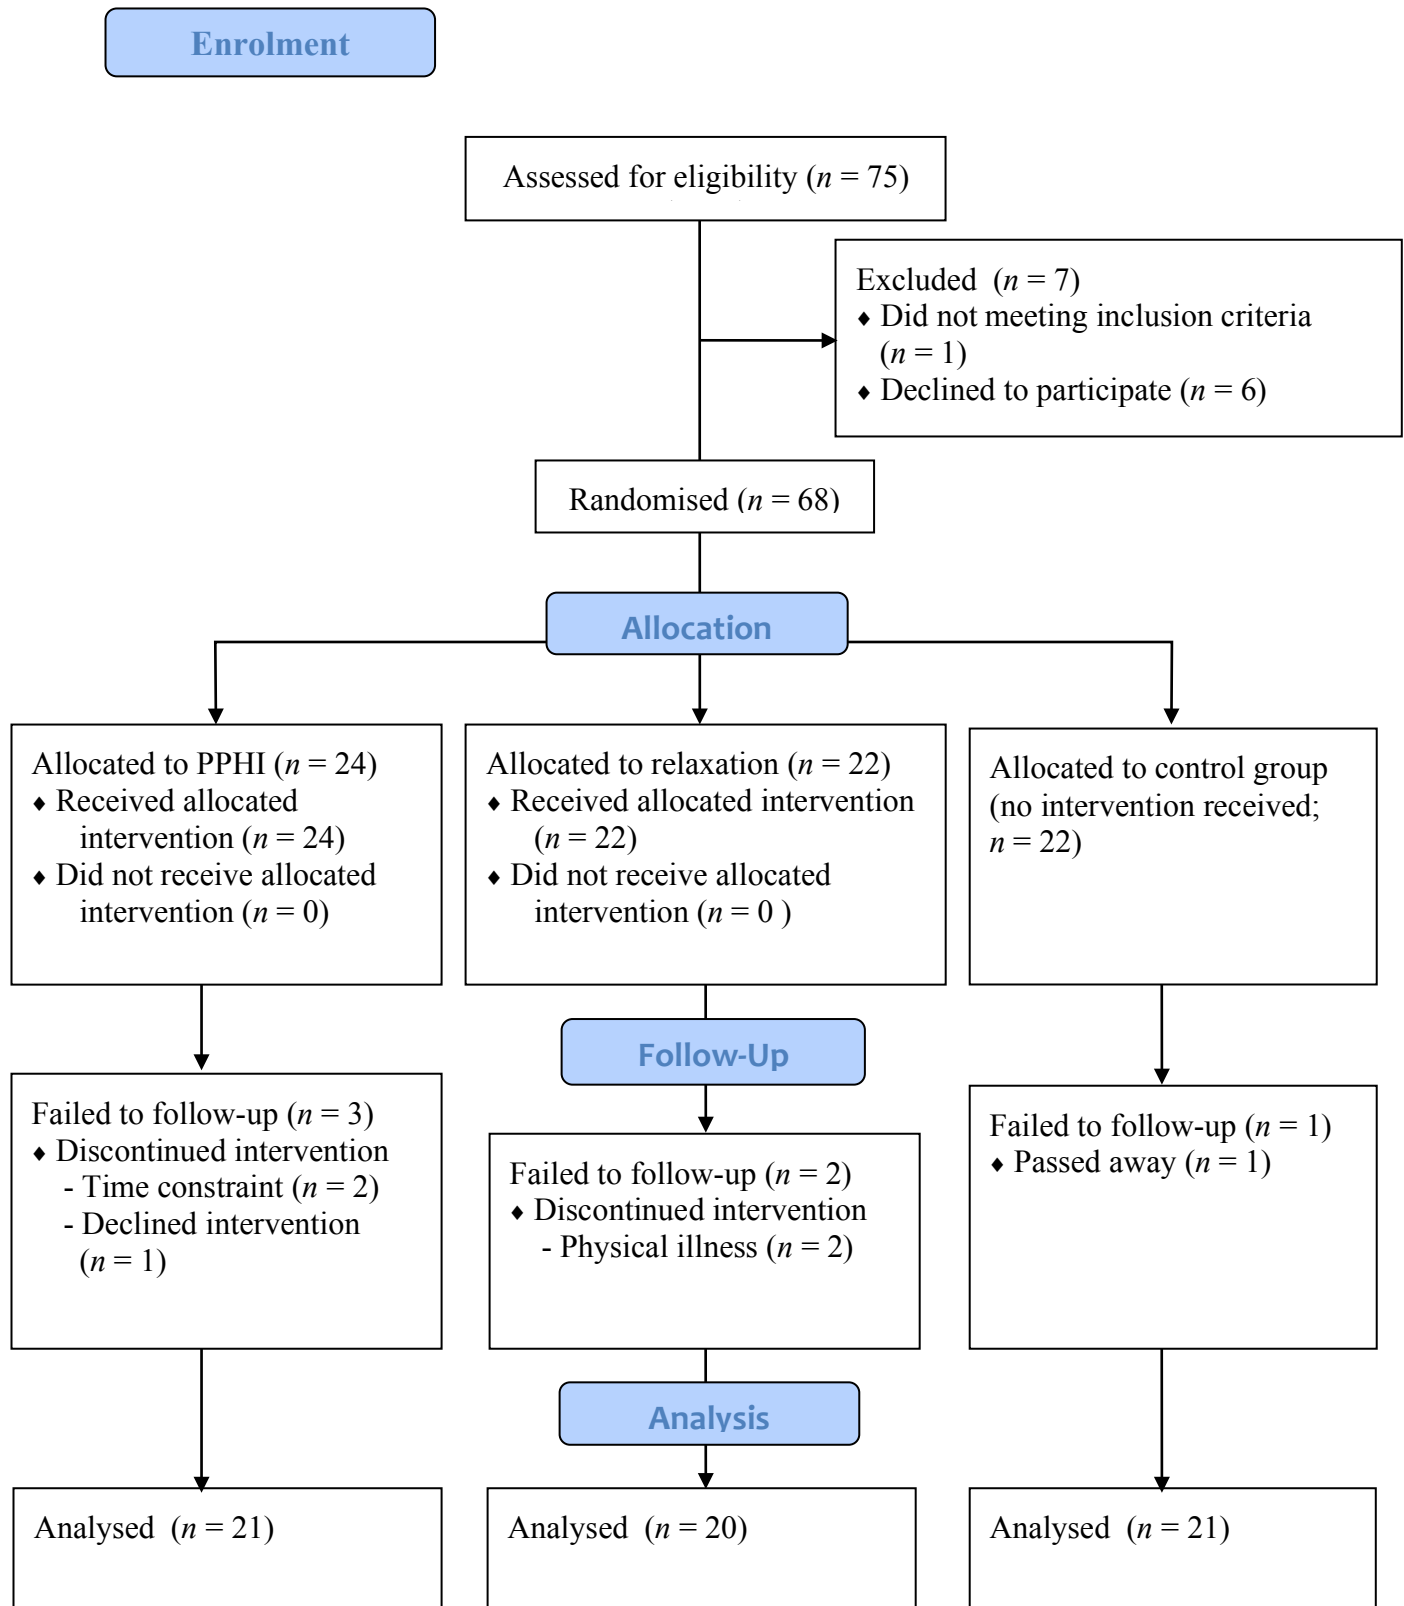 Enrolment
Assessed for eligibility (n = 75)
Excluded (n = 7)
♦ Did not meeting inclusion criteria
(n = 1)
♦ Declined to participate (n = 6)
Randomised (n = 68)
Allocation
Allocated to PPHI (n = 24)
♦ Received allocated
intervention (n = 24)
♦ Did not receive allocated
intervention (n = 0)
Allocated to relaxation (n = 22)
♦ Received allocated intervention
(n = 22)
♦ Did not receive allocated
intervention (n = 0 )
Allocated to control group
(no intervention received;
n = 22)
Follow-Up
Failed to follow-up (n = 3)
♦ Discontinued intervention
- Time constraint (n = 2)
- Declined intervention
(n = 1)
Failed to follow-up (n = 2)
♦ Discontinued intervention
- Physical illness (n = 2)
Failed to follow-up (n = 1)
♦ Passed away (n = 1)
Analysis
Analysed (n = 21)
Analysed (n = 20)
Analysed (n = 21)